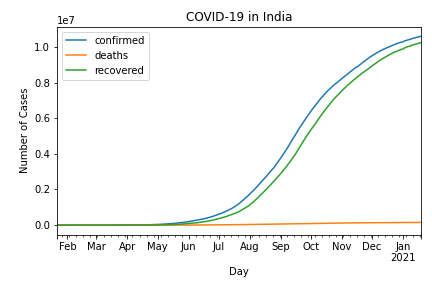 COVID-19 in India
1e7
confirmed
deaths
recovered
1.0
0.8
0.6
0.4
0.2
0.0
Number of Cases
Feb Mar Apr May Jun Jul Aug Sep Oct Nov Dec Jan
2021
Day